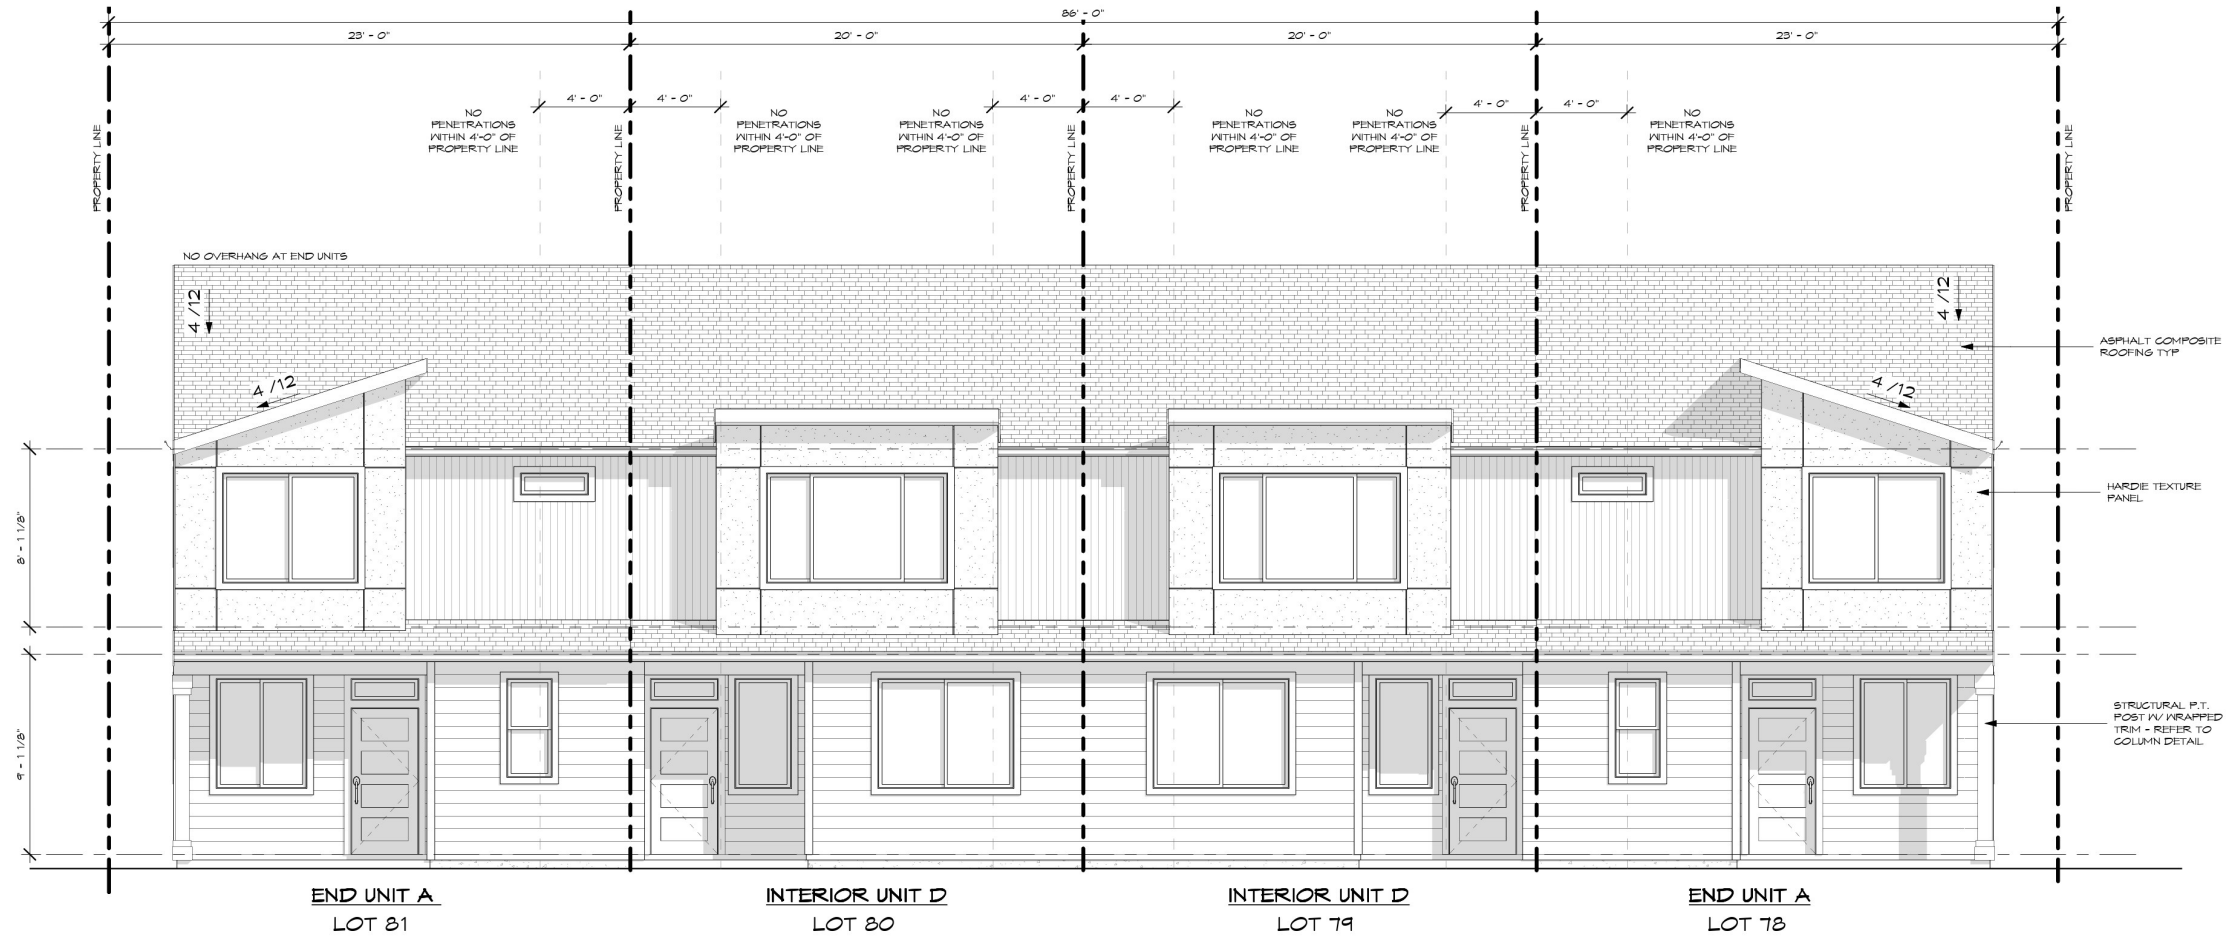 86' - 0"
23' - 0"
20' - 0"
20' - 0"
23' - 0"
4' - 0"
4' - 0"
4' - 0"
4' - 0"
4' - 0"
4' - 0"
NO
PENETRATIONS
WITHIN 4'-0" OF
PROPERTY LINE
NO
PENETRATIONS
WITHIN 4'-0" OF
PROPERTY LINE
NO
PENETRATIONS
WITHIN 4'-0" OF
PROPERTY LINE
NO
PENETRATIONS
WITHIN 4'-0" OF
PROPERTY LINE
NO
PENETRATIONS
WITHIN 4'-0" OF
PROPERTY LINE
NO
PENETRATIONS
WITHIN 4'-0" OF
PROPERTY LINE
PROPERTY LINE
PROPERTY LINE
PROPERTY LINE
PROPERTY LINE
PROPERTY LINE
NO OVERHANG AT END UNITS
4 /12
4 /12
4 /12
4 /12
ASPHALT COMPOSITE
ROOFING TYP
HARDIE TEXTURE
PANEL
8' - 1 1/8"
9' - 1 1/8"
STRUCTURAL P.T.
POST W/ WRAPPED
TRIM - REFER TO
COLUMN DETAIL
END UNIT A
LOT 81
INTERIOR UNIT D
LOT 80
INTERIOR UNIT D
LOT 79
END UNIT A
LOT 78